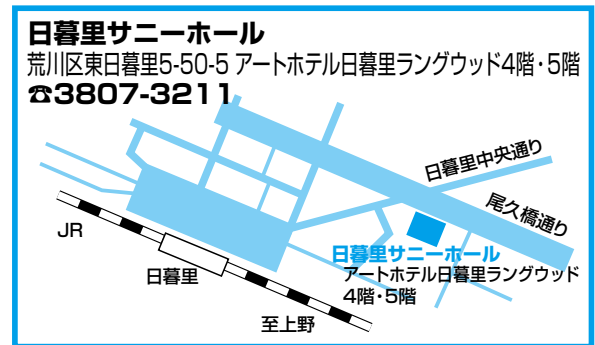 日暮里サニーホール
荒川区東日暮里5-50-5 アートホテル日暮里ラングウッド4階・5階
☎3807-3211
日暮里中央通り
尾久橋通り
JR
日暮里
日暮里サニーホール
アートホテル日暮里ラングウッド
4階・5階
至上野